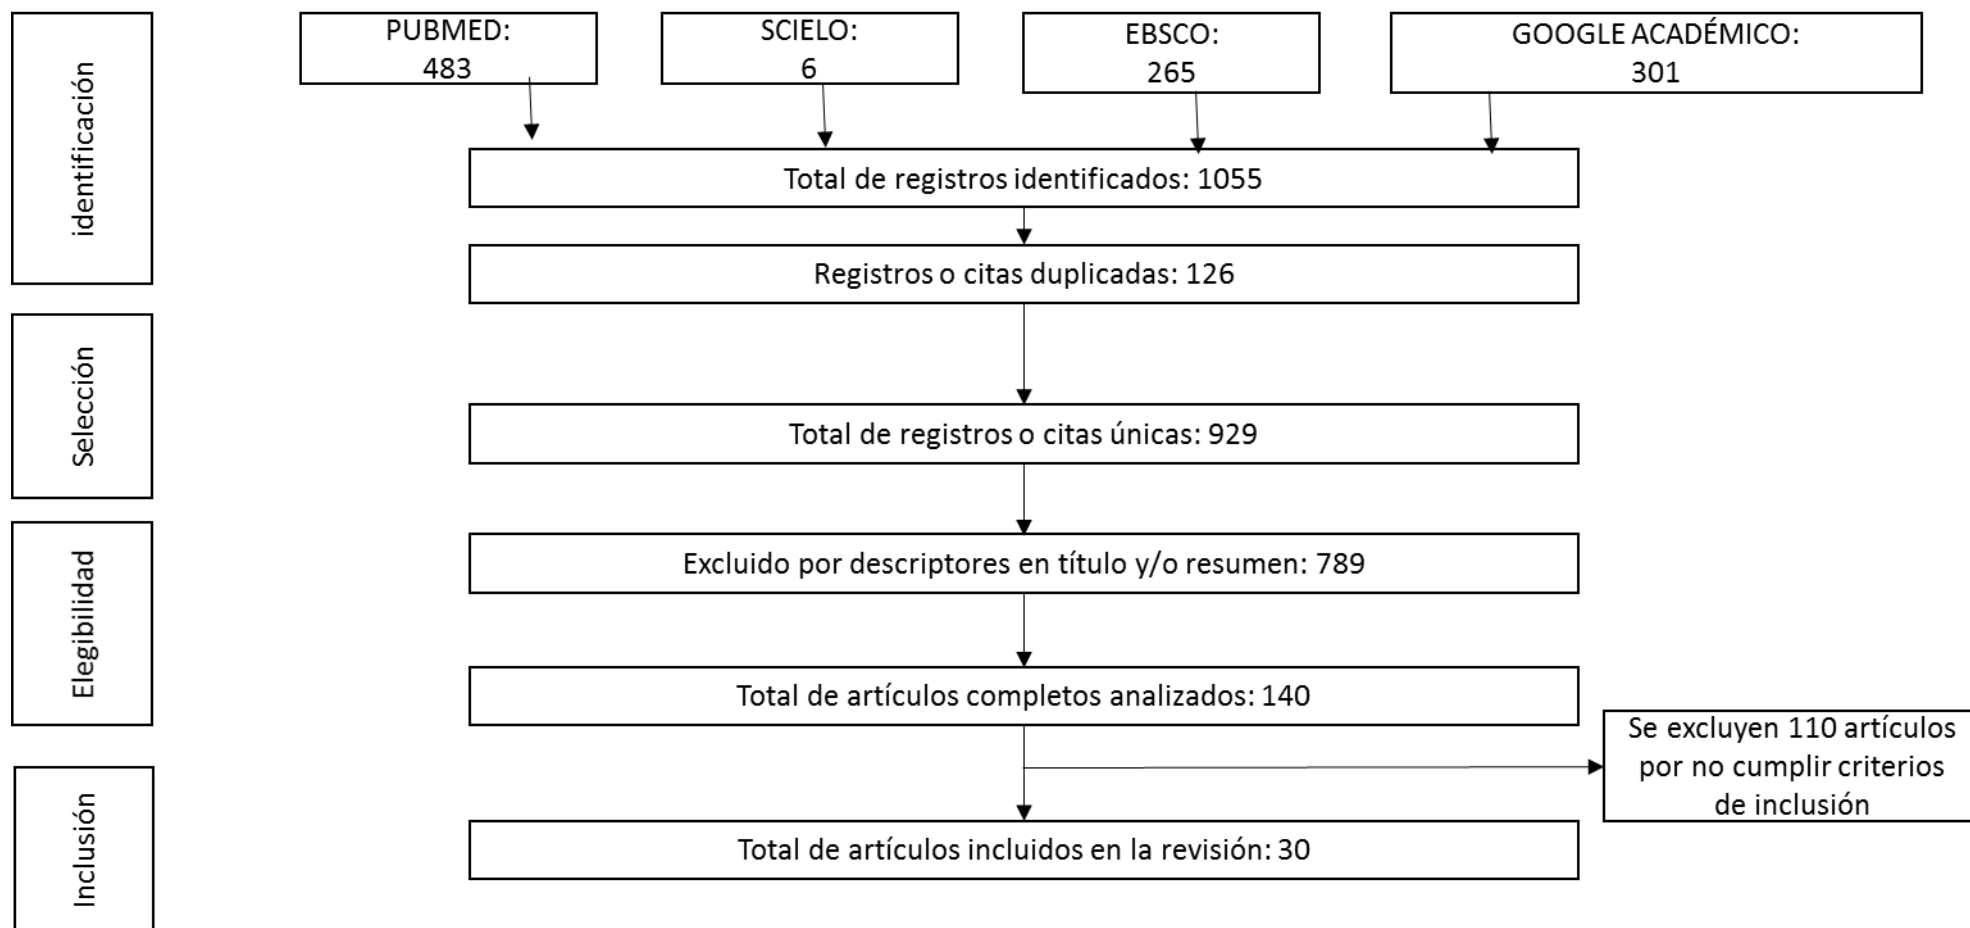 identificación
PUBMED:
483
SCIELO:
6
EBSCO:
265
GOOGLE ACADÉMICO:
301
Total de registros identificados: 1055
Registros o citas duplicadas: 126
Selección
Total de registros o citas únicas: 929
Elegibilidad
Excluido por descriptores en título y/o resumen: 789
Total de artículos completos analizados: 140
Se excluyen 110 artículos
por no cumplir criterios
de inclusión
Inclusión
Total de artículos incluidos en la revisión: 30